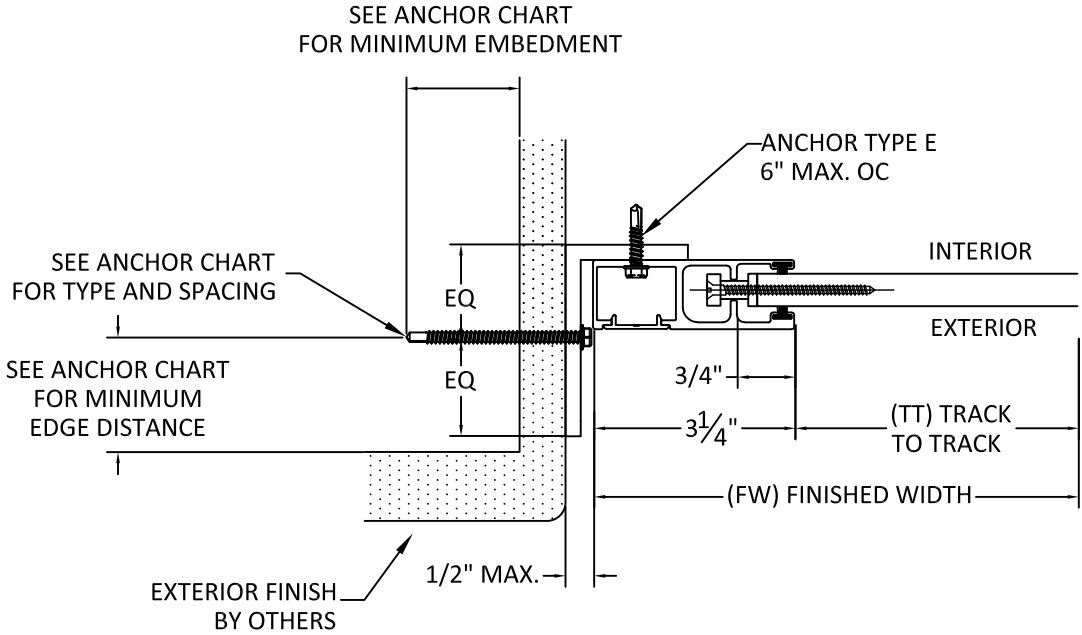 SEE ANCHOR CHART
FOR MINIMUM EMBEDMENT
ANCHOR TYPE E
6" MAX. OC
SEE ANCHOR CHART
FOR TYPE AND SPACING
INTERIOR
EXTERIOR
EQ
EQ
SEE ANCHOR CHART
FOR MINIMUM
EDGE DISTANCE
3/4"
3 1/4"
(TT) TRACK
TO TRACK
(FW) FINISHED WIDTH
1/2" MAX.
EXTERIOR FINISH
BY OTHERS